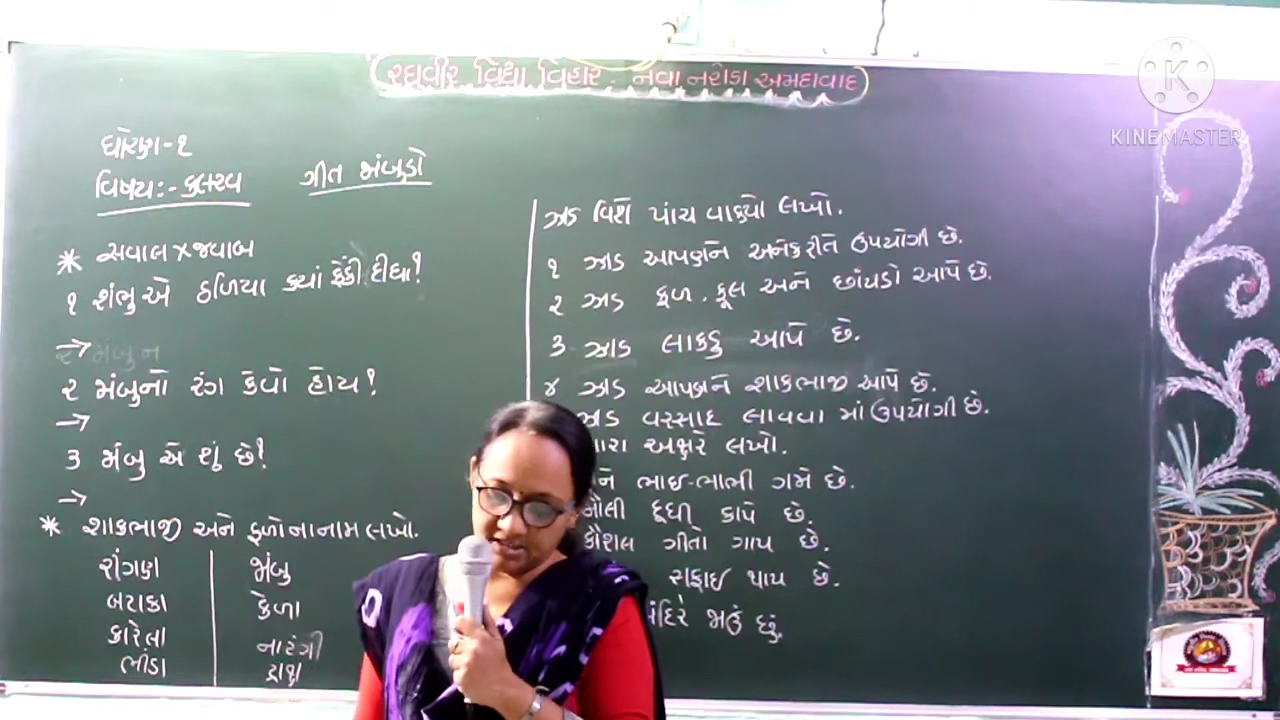 રઘુવીર વિદ્યા વિહાર. નવા નરોડા અમદાવાદ
KINEMASTER
ધોરણ-૧
વિષય:- કલરવ
ગીત જાંબુડો
* સવાલ × જવાબ
૧ શંભુએ ઠળિયા ક્યાં ફેંકી દીધા?
→
૨ જાંબુનો રંગ કેવો હોય?
→
૩ જાંબુ એ શું છે?
→
* શાકભાજી અને ફળોના નામ લખો.
રીંગણ જાંબુ
બટાકા કેળા
કારેલા નારંગી
ભીંડા દ્રાક્ષ
ઝાડ વિશે પાંચ વાક્યો લખો.
૧ ઝાડ આપણને અનેક રીતે ઉપયોગી છે.
૨ ઝાડ ફળ, ફૂલ અને છાંયડો આપે છે.
૩ ઝાડ લાકડુ આપે છે.
૪ ઝાડ આપણને શાકભાજી આપે છે.
ઝાડ વરસાદ લાવવા માં ઉપયોગી છે.
અક્ષરે લખો.
ને ભાઈ-ભાભી ગમે છે.
મૌલી દૂધી કાપે છે.
કૌશલ ગીતો ગાય છે.
સફાઈ થાય છે.
મંદિરે જાઉં છું.